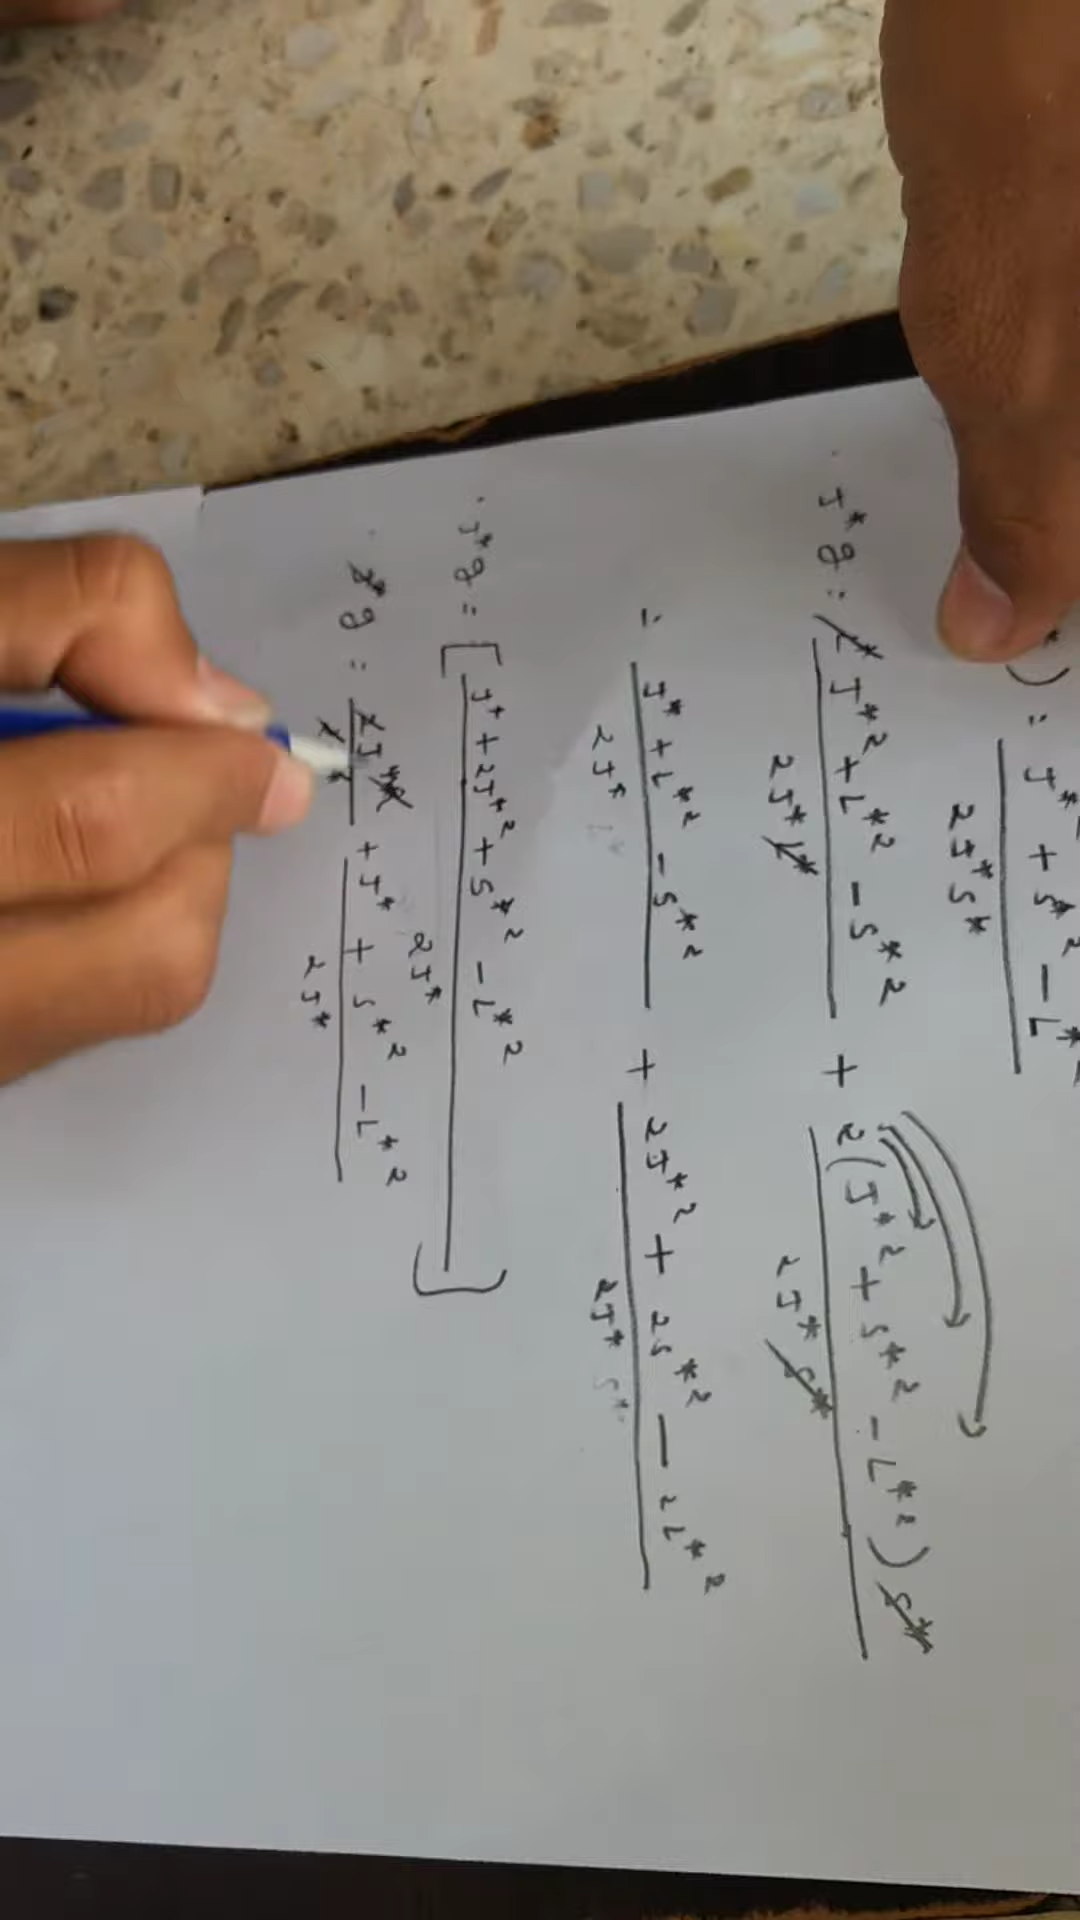 *) = J*² + S*² - L*² / 2J*S*
J*g = L* J*² + L*² - S*² / 2J*L* + 2(J*² + S*² - L*²) S* / 2J* S*
= J* + L*² - S*² / 2J* + 2J*² + 2S*² - 2L*² / 2J*
J*g = [J* + 2J*² + S*² - L*² / 2J*]
g = 2J* + J* + S*² - L*² / 2J*